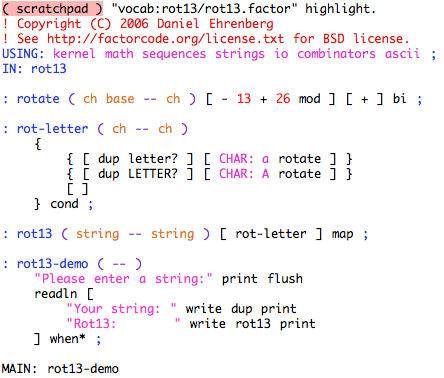 ( scratchpad ) "vocab:rot13/rot13.factor" highlight.
! Copyright (C) 2006 Daniel Ehrenberg
! See http://factorcode.org/license.txt for BSD license.
USING: kernel math sequences strings io combinators ascii ;
IN: rot13

: rotate ( ch base -- ch ) [ - 13 + 26 mod ] [ + ] bi ;

: rot-letter ( ch -- ch )
    {
        { [ dup letter? ] [ CHAR: a rotate ] }
        { [ dup LETTER? ] [ CHAR: A rotate ] }
        [ ]
    } cond ;

: rot13 ( string -- string ) [ rot-letter ] map ;

: rot13-demo ( -- )
    "Please enter a string:" print flush
    readln [
        "Your string: " write dup print
        "Rot13:        " write rot13 print
    ] when* ;

MAIN: rot13-demo